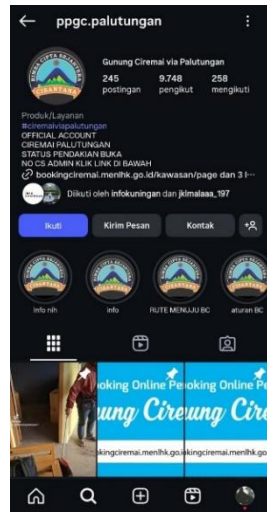 ppgc.palutungan
Gunung Ciremai via Palutungan
245 9.748 258
postingan pengikut mengikuti
Produk/Layanan
#ciremaiviapalutungan
OFFICIAL ACCOUNT
CIREMAI PALUTUNGAN
STATUS PENDAKIAN BUKA
NO CS ADMIN KLIK LINK DI BAWAH
bookingciremai.menlhk.go.id/kawasan/page dan 3 l...
Diikuti oleh infokuningan dan jklmalaaa_197
Ikuti Kirim Pesan Kontak
Info nih info RUTE MENUJU BC aturan BC
ooking Online Pe ooking Online Pe
ung Cire ung Cire
kingciremai.menlhk.go.i kingciremai.menlhk.go.i